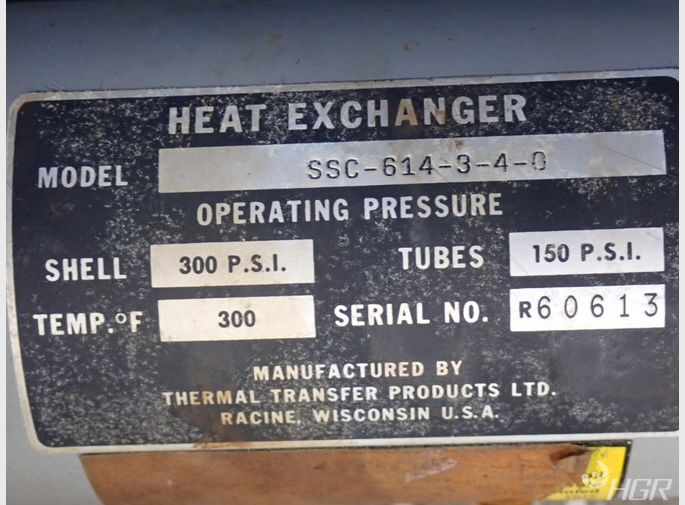 HEAT EXCHANGER
MODEL SSC-614-3-4-0
OPERATING PRESSURE
SHELL 300 P.S.I. TUBES 150 P.S.I.
TEMP.°F 300 SERIAL NO. R60613
MANUFACTURED BY
THERMAL TRANSFER PRODUCTS LTD.
RACINE, WISCONSIN U.S.A.
HGR